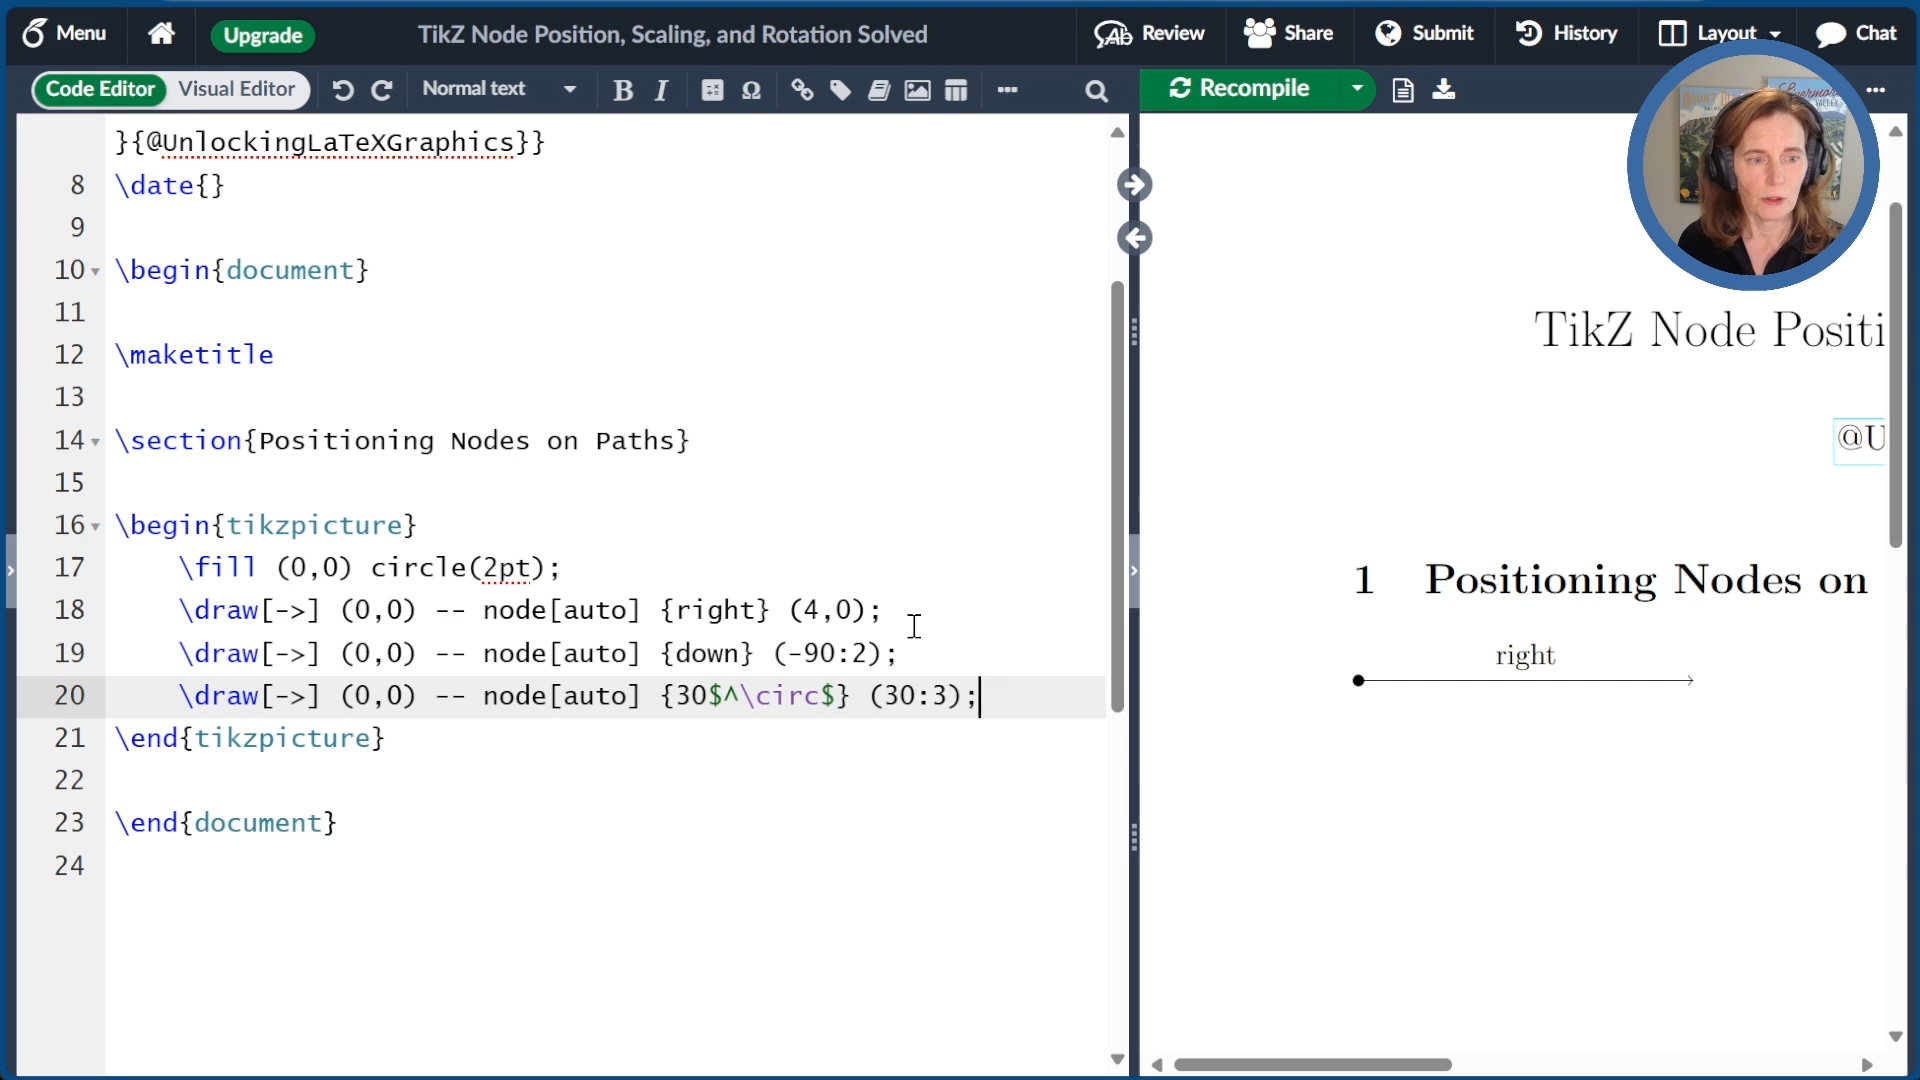 Menu
Upgrade
TikZ Node Position, Scaling, and Rotation Solved
Review
Share
Submit
History
Layout
Chat
Code Editor
Visual Editor
Normal text
B
I
Ω
Recompile
}{@UnlockingLaTeXGraphics}}
8 \date{}
9
10 \begin{document}
11
12 \maketitle
13
14 \section{Positioning Nodes on Paths}
15
16 \begin{tikzpicture}
17 \fill (0,0) circle(2pt);
18 \draw[->] (0,0) -- node[auto] {right} (4,0);
19 \draw[->] (0,0) -- node[auto] {down} (-90:2);
20 \draw[->] (0,0) -- node[auto] {30$^\circ$} (30:3);
21 \end{tikzpicture}
22
23 \end{document}
24
TikZ Node Positi
@U
1 Positioning Nodes on
right